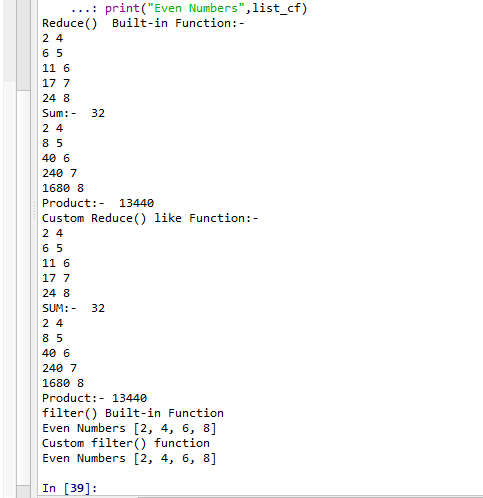 ...: print("Even Numbers",list_cf)
Reduce()  Built-in Function:-
2 4
6 5
11 6
17 7
24 8
Sum:-  32
2 4
8 5
40 6
240 7
1680 8
Product:-  13440
Custom Reduce() like Function:-
2 4
6 5
11 6
17 7
24 8
SUM:-  32
2 4
8 5
40 6
240 7
1680 8
Product:- 13440
filter() Built-in Function
Even Numbers [2, 4, 6, 8]
Custom filter() function
Even Numbers [2, 4, 6, 8]
In [39]: